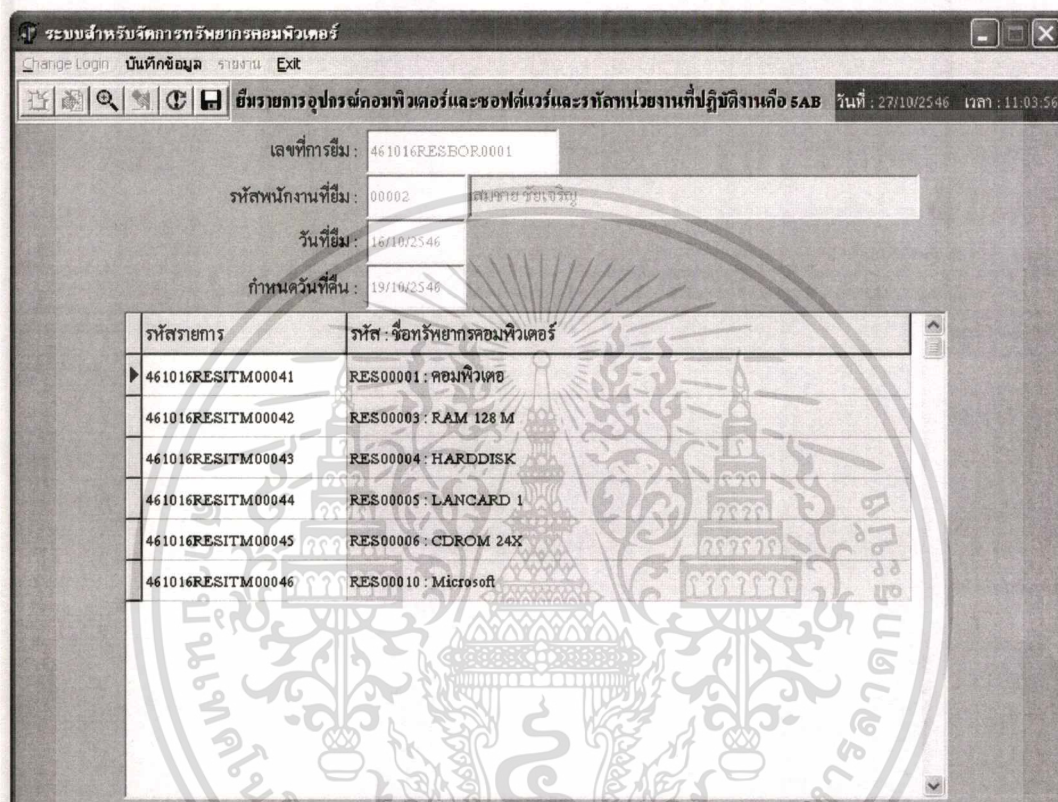 ระบบสำหรับจัดการทรัพยากรคอมพิวเตอร์
Change Login บันทึกข้อมูล รายงาน Exit
ยืมรายการอุปกรณ์คอมพิวเตอร์และซอฟต์แวร์และรหัสหน่วยงานที่ปฏิบัติงานคือ 5AB วันที่ : 27/10/2546 เวลา : 11:03:56
เลขที่การยืม : 461016RESBOR0001
รหัสพนักงานที่ยืม : 00002 สมชาย ชัยเจริญ
วันที่ยืม : 16/10/2546
กำหนดวันที่คืน : 19/10/2546
รหัสรายการ รหัส : ชื่อทรัพยากรคอมพิวเตอร์
461016RESITM00041 RES00001 : คอมพิวเตอ
461016RESITM00042 RES00003 : RAM 128 M
461016RESITM00043 RES00004 : HARDDISK
461016RESITM00044 RES00005 : LANCARD 1
461016RESITM00045 RES00006 : CDROM 24X
461016RESITM00046 RES00010 : Microsoft